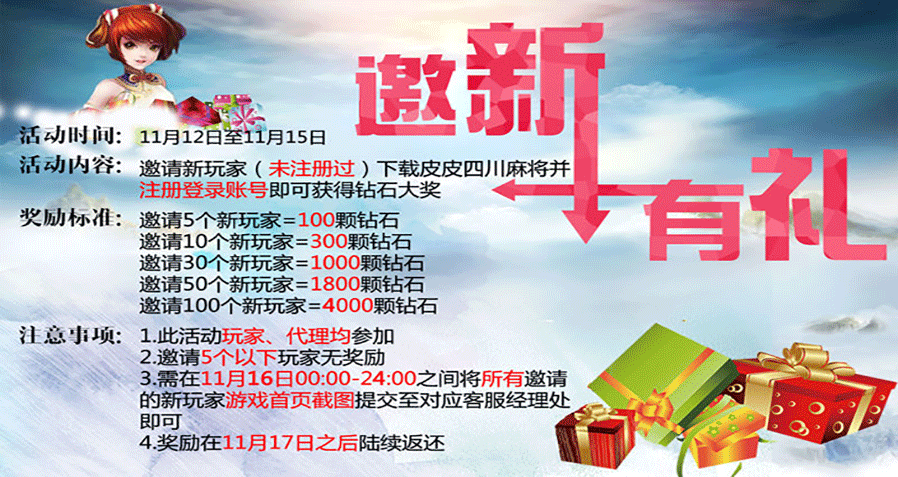 邀新
有礼
活动时间: 11月12日至11月15日
活动内容: 邀请新玩家(未注册过)下载皮皮四川麻将并
注册登录账号即可获得钻石大奖
奖励标准: 邀请5个新玩家=100颗钻石
邀请10个新玩家=300颗钻石
邀请30个新玩家=1000颗钻石
邀请50个新玩家=1800颗钻石
邀请100个新玩家=4000颗钻石
注意事项: 1.此活动玩家、代理均参加
2.邀请5个以下玩家无奖励
3.需在11月16日00:00-24:00之间将所有邀请
的新玩家游戏首页截图提交至对应客服经理处
即可
4.奖励在11月17日之后陆续返还